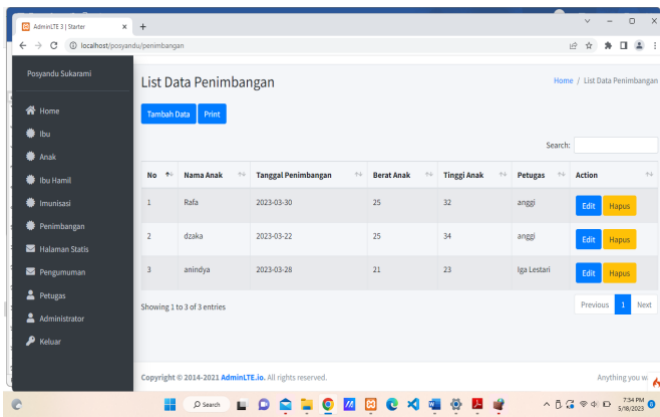 AdminLTE 3 | Starter
localhost/posyandu/penimbangan
Posyandu Sukarami
Home
Ibu
Anak
Ibu Hamil
Imunisasi
Penimbangan
Halaman Statis
Pengumuman
Petugas
Administrator
Keluar
List Data Penimbangan
Home / List Data Penimbangan
Tambah Data Print
Search:
No Nama Anak Tanggal Penimbangan Berat Anak Tinggi Anak Petugas Action
1 Rafa 2023-03-30 25 32 anggi Edit Hapus
2 dzaka 2023-03-22 25 34 anggi Edit Hapus
3 anindya 2023-03-28 21 23 Iga Lestari Edit Hapus
Showing 1 to 3 of 3 entries
Previous 1 Next
Copyright © 2014-2021 AdminLTE.io. All rights reserved.
Anything you w
Search
7:34 PM
5/18/2023